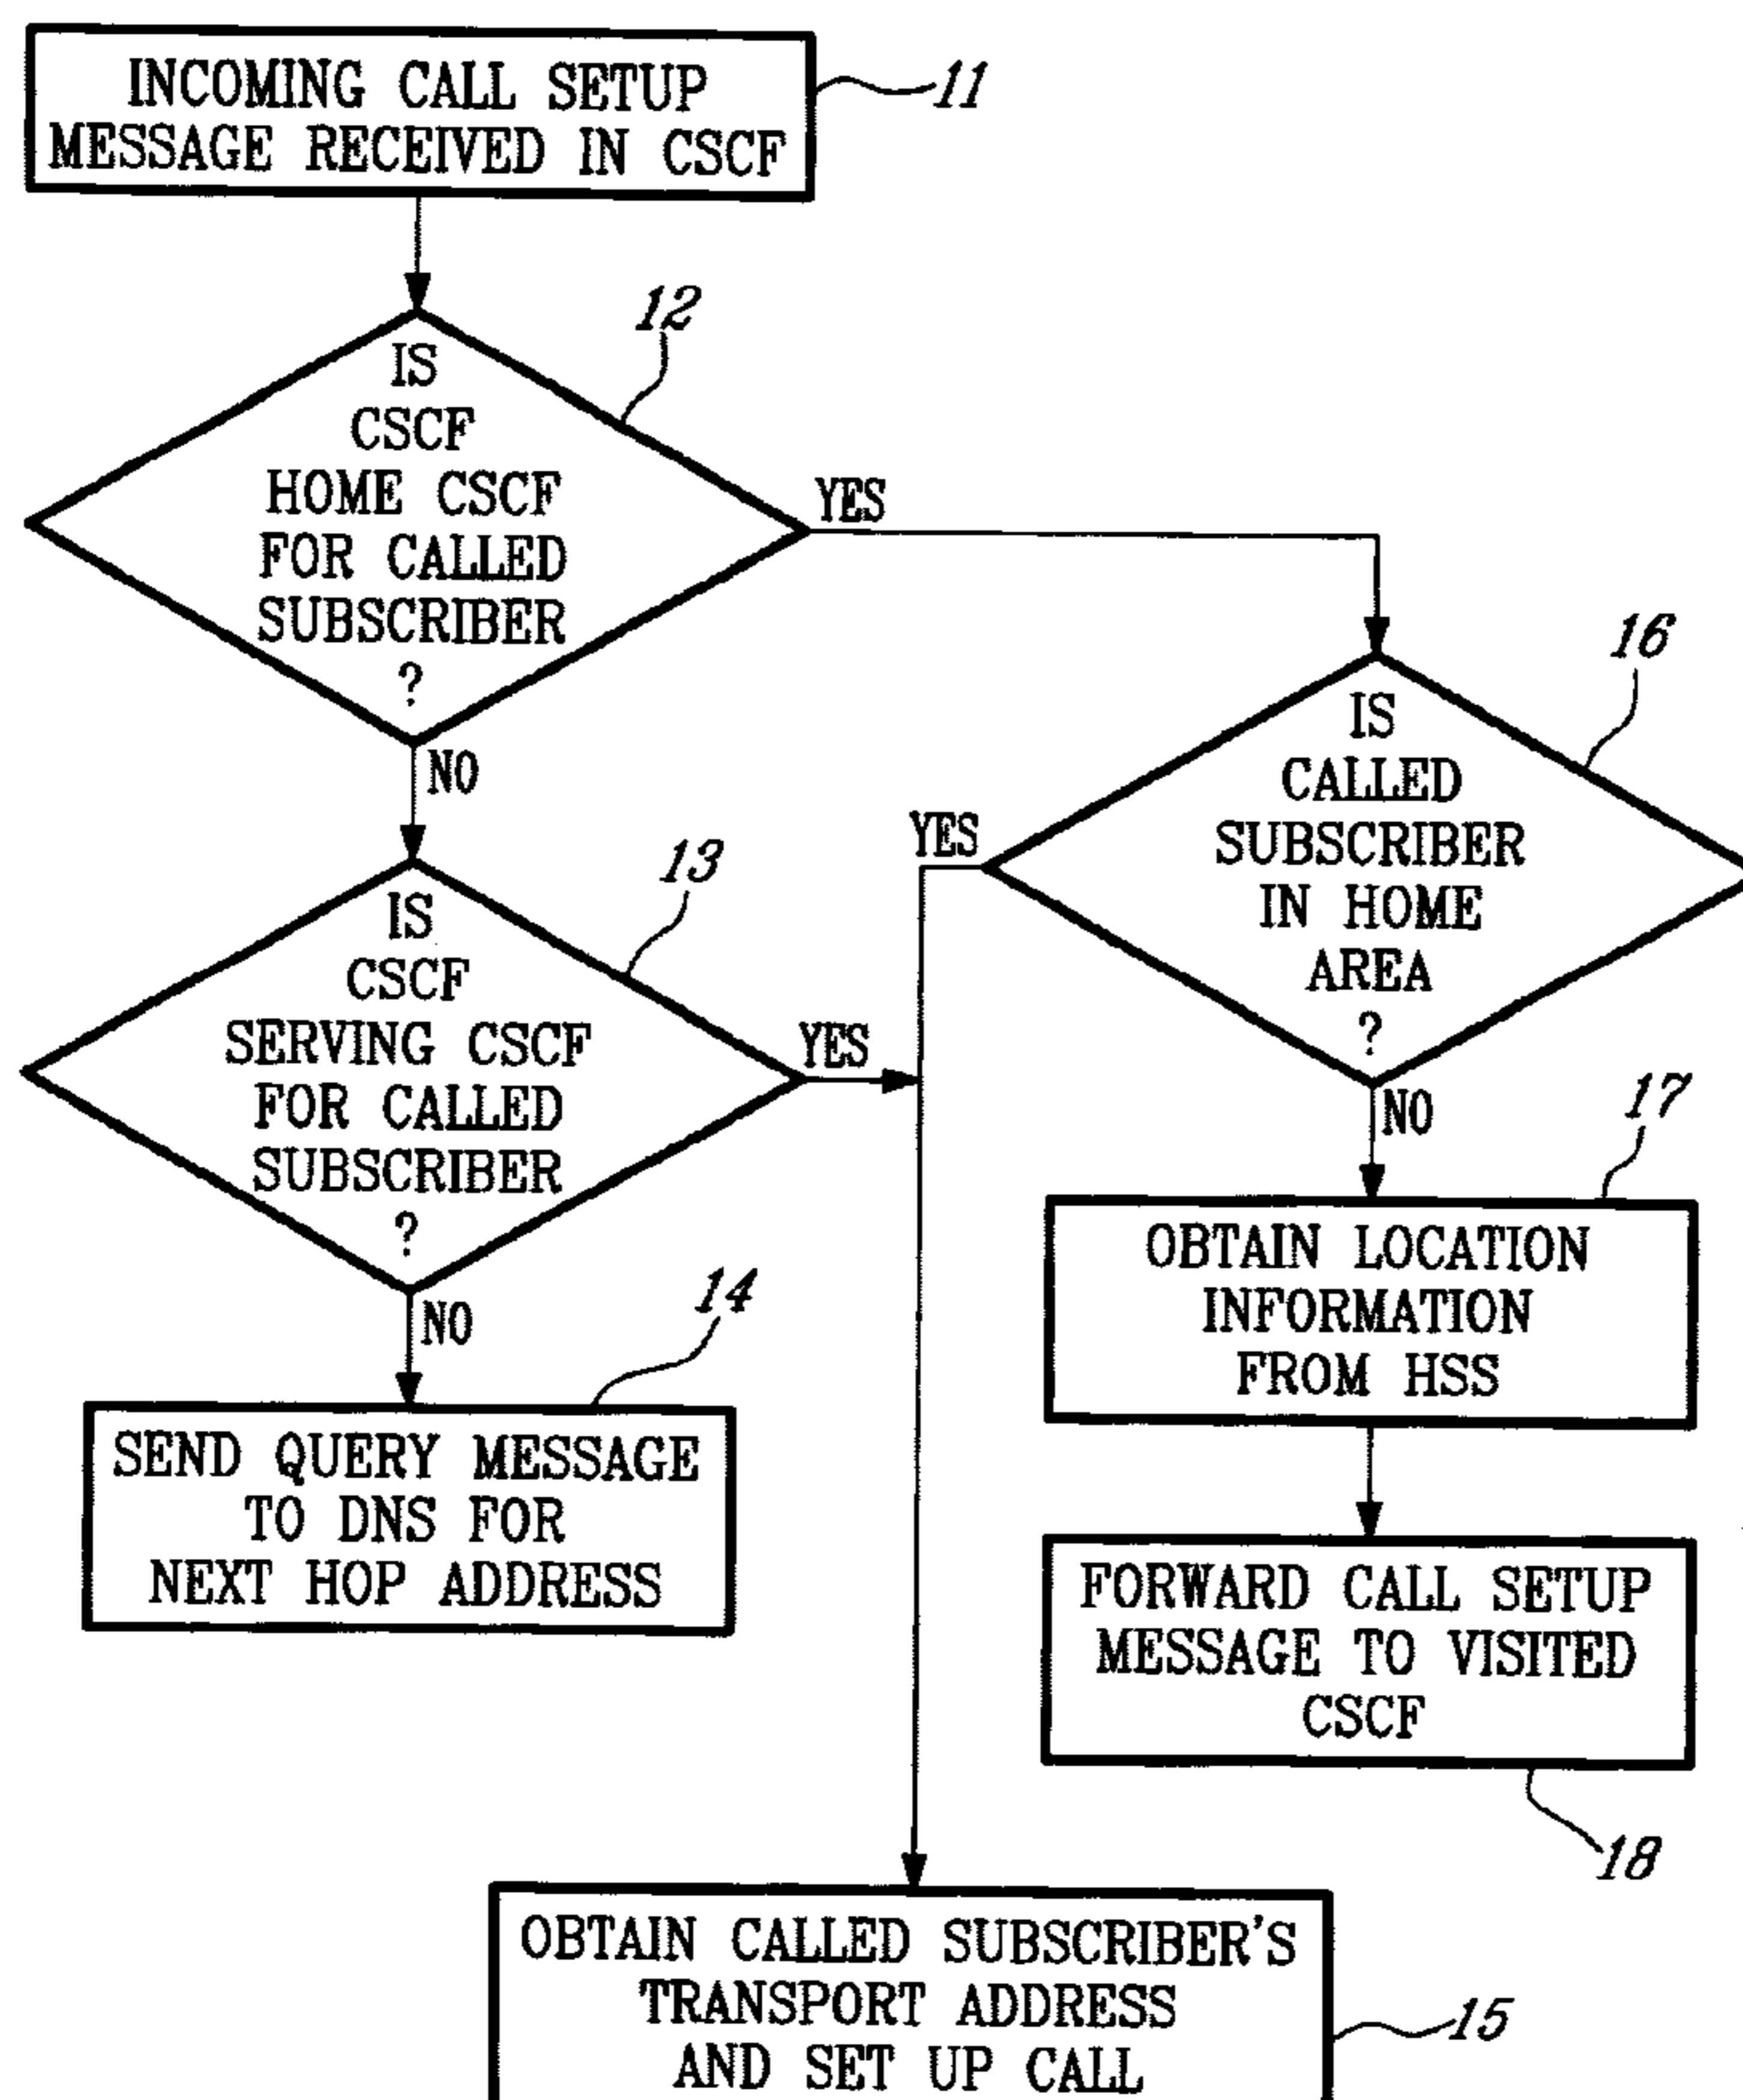 INCOMING CALL SETUP
MESSAGE RECEIVED IN CSCF
11
12
IS
CSCF
HOME CSCF
FOR CALLED
SUBSCRIBER
?
YES
NO
13
IS
CSCF
SERVING CSCF
FOR CALLED
SUBSCRIBER
?
YES
NO
14
SEND QUERY MESSAGE
TO DNS FOR
NEXT HOP ADDRESS
16
IS
CALLED
SUBSCRIBER
IN HOME
AREA
?
YES
NO
17
OBTAIN LOCATION
INFORMATION
FROM HSS
FORWARD CALL SETUP
MESSAGE TO VISITED
CSCF
18
OBTAIN CALLED SUBSCRIBER'S
TRANSPORT ADDRESS
AND SET UP CALL
15